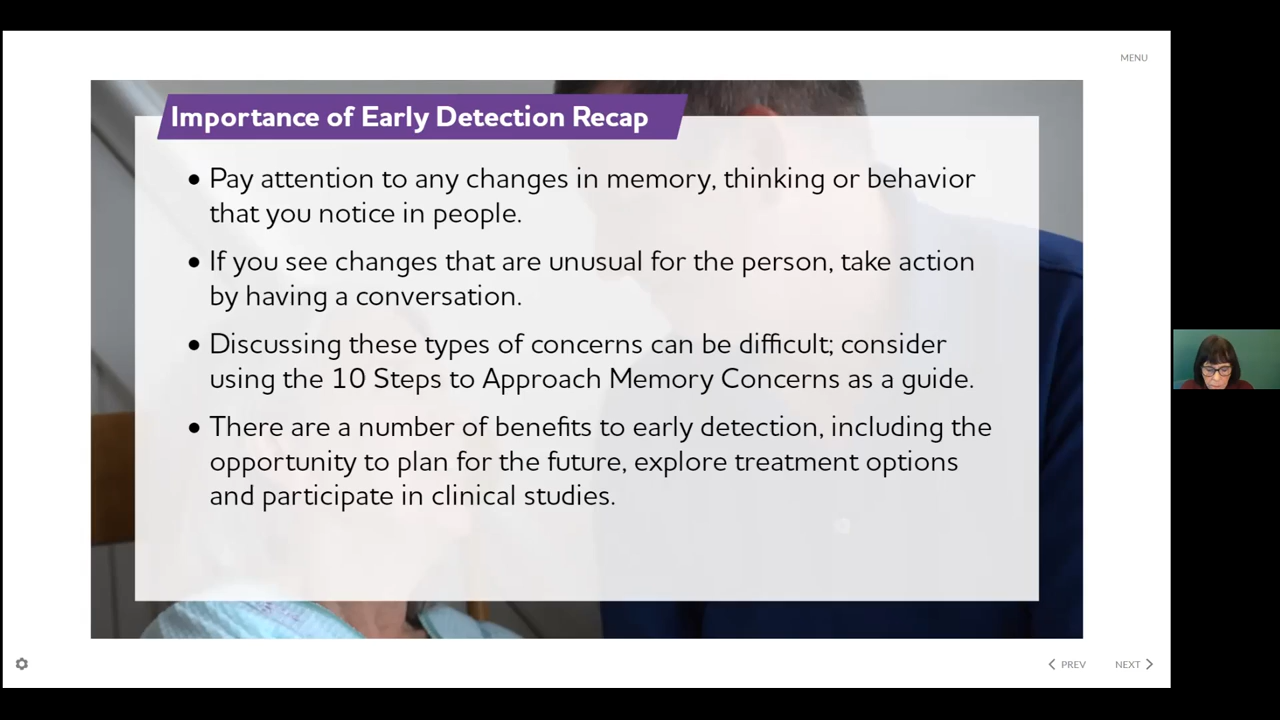 MENU
Importance of Early Detection Recap
• Pay attention to any changes in memory, thinking or behavior
that you notice in people.
• If you see changes that are unusual for the person, take action
by having a conversation.
• Discussing these types of concerns can be difficult; consider
using the 10 Steps to Approach Memory Concerns as a guide.
• There are a number of benefits to early detection, including the
opportunity to plan for the future, explore treatment options
and participate in clinical studies.
PREV NEXT